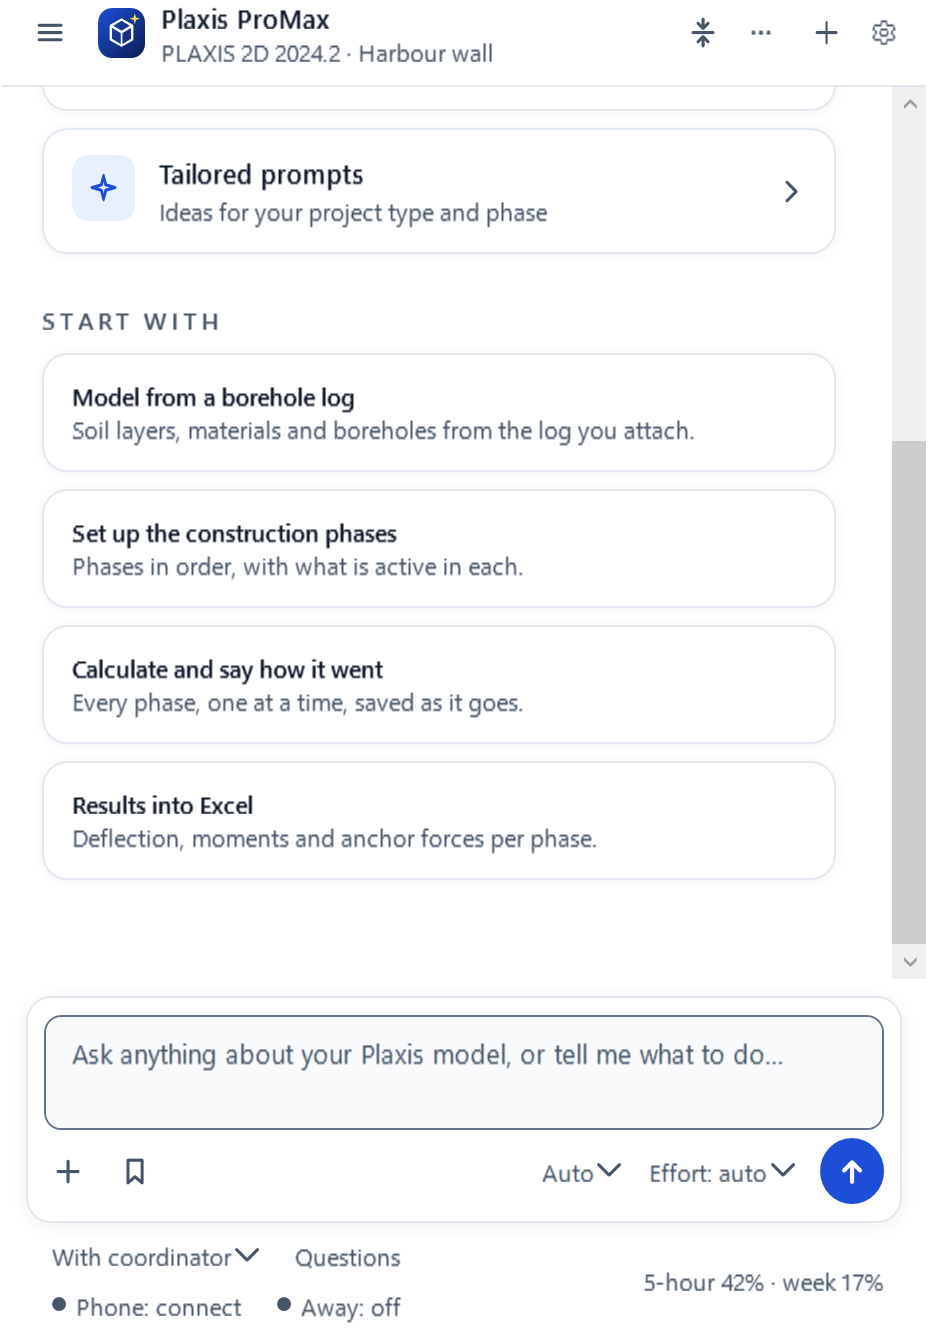 Plaxis ProMax
PLAXIS 2D 2024.2 · Harbour wall
Tailored prompts
Ideas for your project type and phase
START WITH
Model from a borehole log
Soil layers, materials and boreholes from the log you attach.
Set up the construction phases
Phases in order, with what is active in each.
Calculate and say how it went
Every phase, one at a time, saved as it goes.
Results into Excel
Deflection, moments and anchor forces per phase.
Ask anything about your Plaxis model, or tell me what to do...
Auto
Effort: auto
With coordinator
Questions
5-hour 42% · week 17%
Phone: connect
Away: off